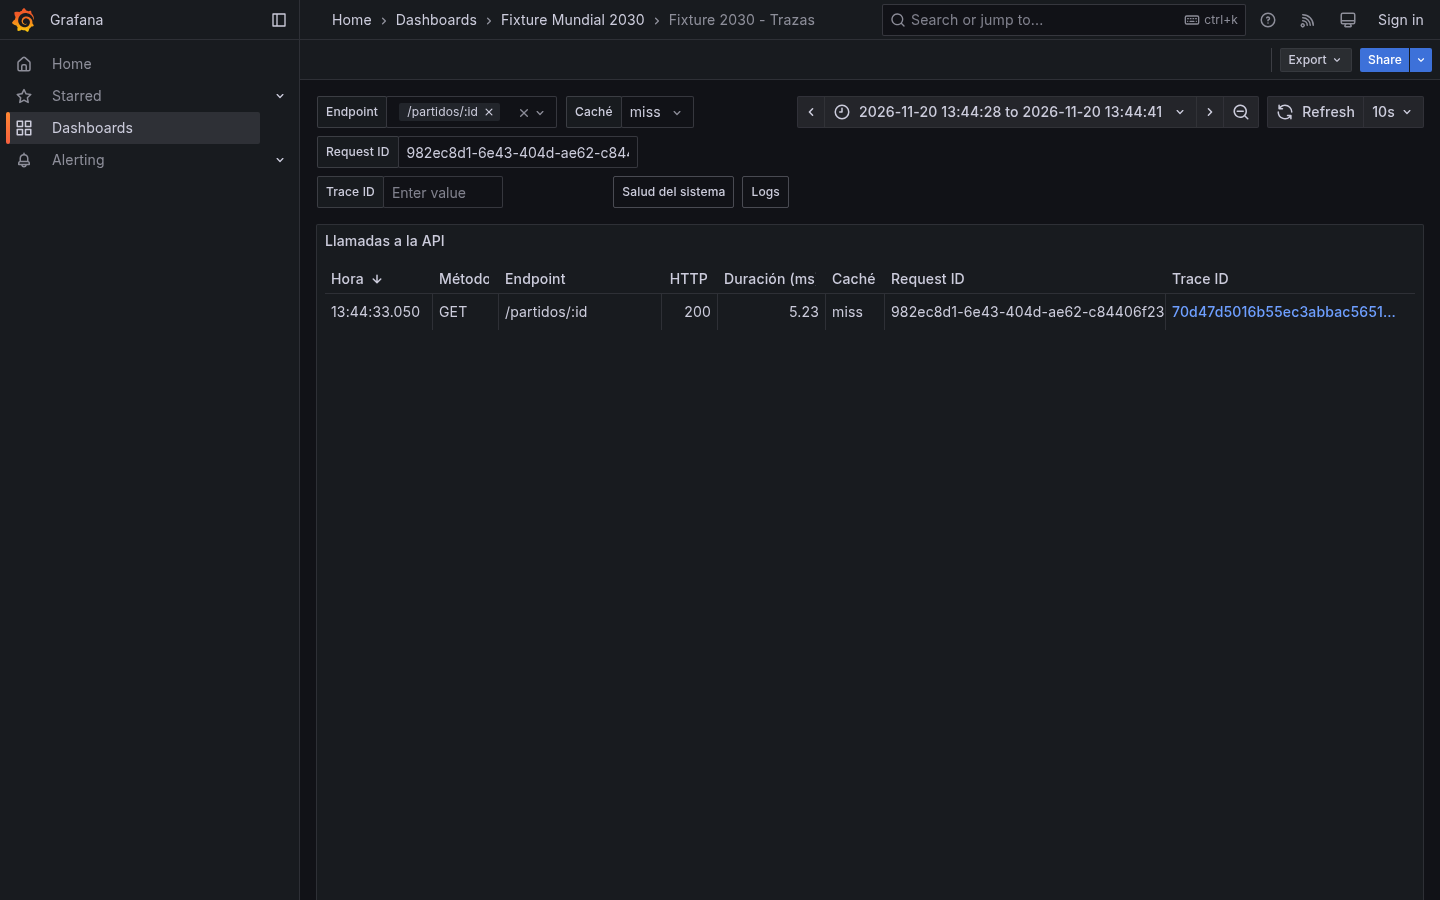 Grafana
Home
Starred
Dashboards
Alerting
Home › Dashboards › Fixture Mundial 2030 › Fixture 2030 - Trazas
Search or jump to...
ctrl+k
Sign in
Export
Share
Endpoint /partidos/:id
Caché miss
2026-11-20 13:44:28 to 2026-11-20 13:44:41
Refresh 10s
Request ID 982ec8d1-6e43-404d-ae62-c84
Trace ID Enter value
Salud del sistema
Logs
Llamadas a la API
Hora Método Endpoint HTTP Duración (ms Caché Request ID Trace ID
13:44:33.050 GET /partidos/:id 200 5.23 miss 982ec8d1-6e43-404d-ae62-c84406f23 70d47d5016b55ec3abbac5651...